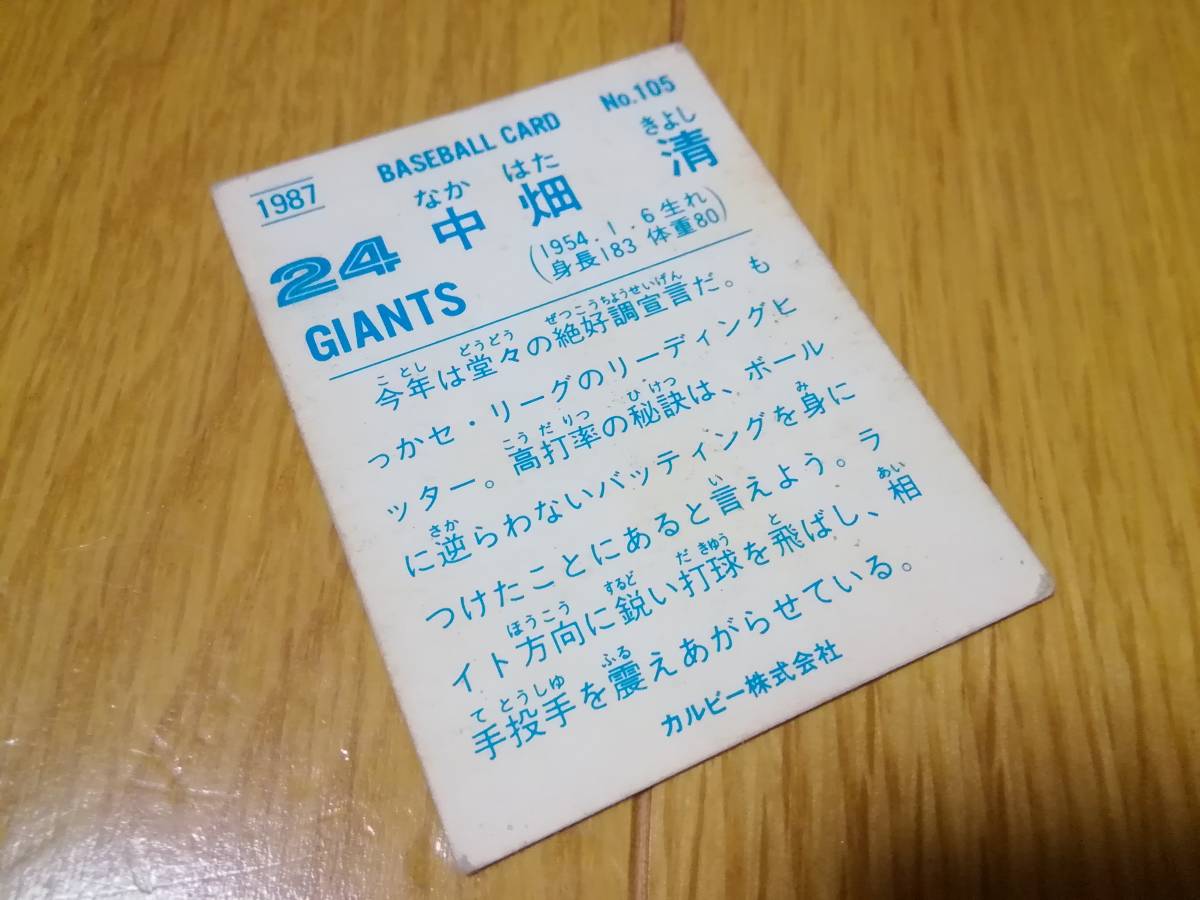 1987 BASEBALL CARD No.105
なか はた きよし
24 中畑 清
GIANTS (1954.1.6生れ
身長183 体重80)
ことし どうどう ぜつこうちょうせいげん
今年は堂々の絶好調宣言だ。も
っかセ・リーグのリーディングヒ
こうだりつ ひけつ
ッター。高打率の秘訣は、ボール
さか み
に逆らわないバッティングを身に
い
つけたことにあると言えよう。ラ
ほうこう するど だきゅう と あい
イト方向に鋭い打球を飛ばし、相
て とうしゅ ふる
手投手を震えあがらせている。
カルビー株式会社